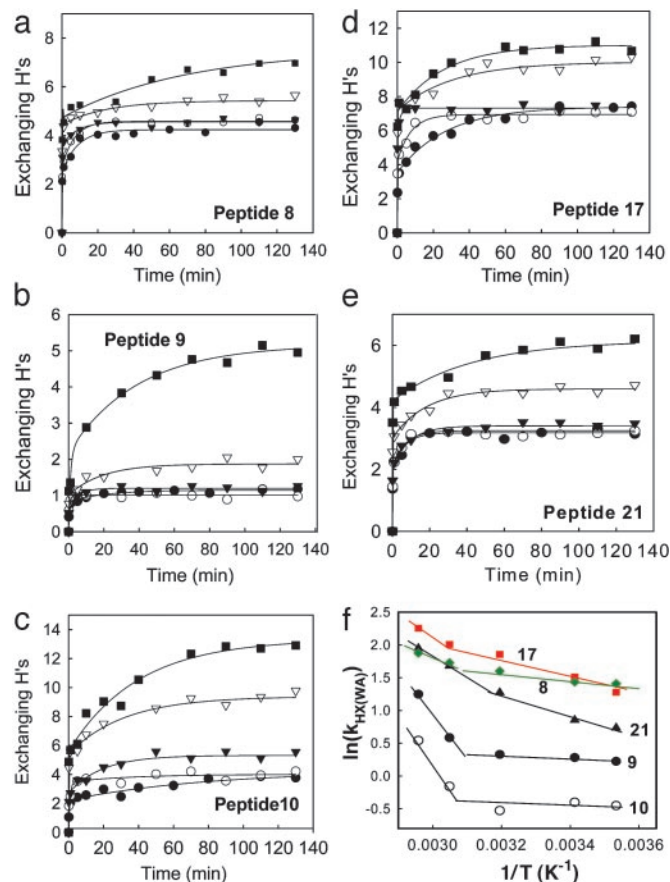 a
Exchanging H's
8
6
4
2
0
Peptide 8
0 20 40 60 80 100 120 140
Time (min)
b
Exchanging H's
6
5
4
3
2
1
0
Peptide 9
0 20 40 60 80 100 120 140
Time (min)
c
Exchanging H's
14
12
10
8
6
4
2
0
Peptide10
0 20 40 60 80 100 120 140
Time (min)
d
Exchanging H's
12
10
8
6
4
2
0
Peptide 17
0 20 40 60 80 100 120 140
Time (min)
e
Exchanging H's
6
4
2
0
Peptide 21
0 20 40 60 80 100 120 140
Time (min)
f
ln(k HX(WA))
2.5
2.0
1.5
1.0
0.5
0.0
-0.5
17
8
21
9
10
0.0030 0.0032 0.0034 0.0036
1/T (K-1)